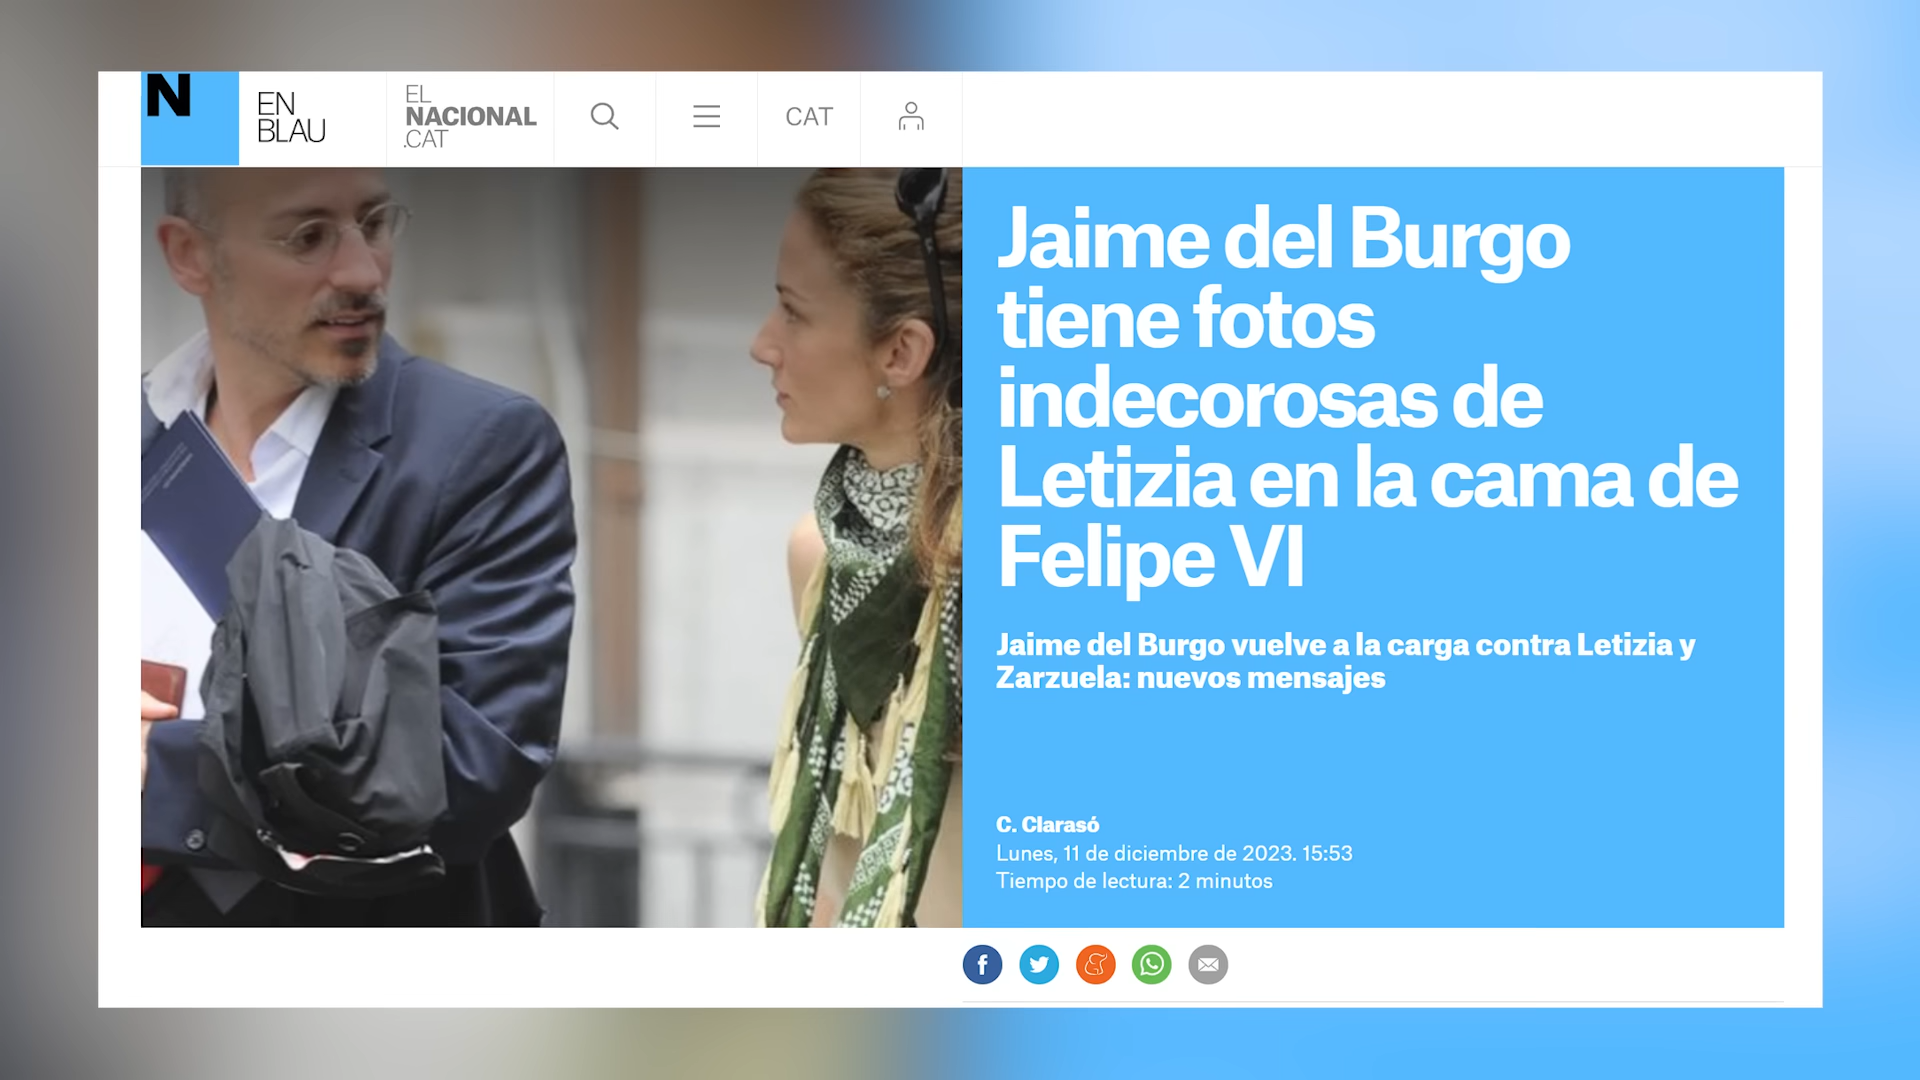 N
EN
BLAU
EL
NACIONAL
.CAT
CAT
Jaime del Burgo
tiene fotos
indecorosas de
Letizia en la cama de
Felipe VI
Jaime del Burgo vuelve a la carga contra Letizia y
Zarzuela: nuevos mensajes
C. Clarasó
Lunes, 11 de diciembre de 2023. 15:53
Tiempo de lectura: 2 minutos